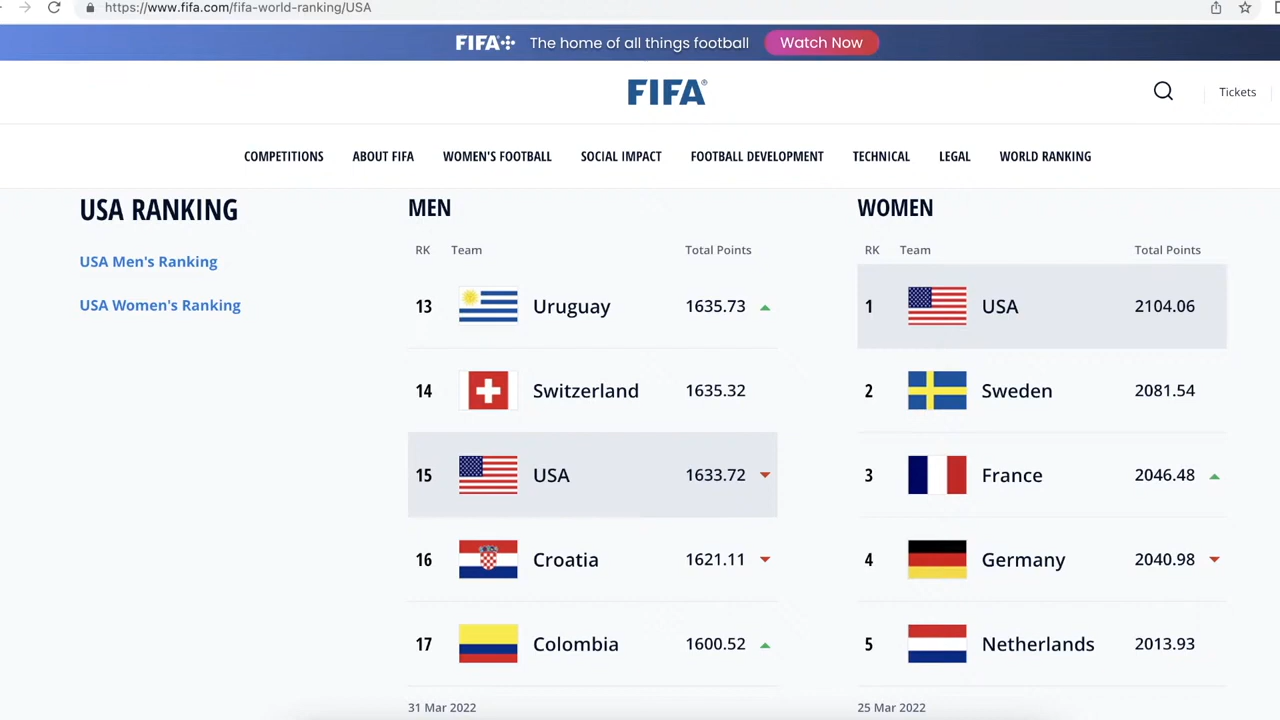 https://www.fifa.com/fifa-world-ranking/USA
FIFA+ The home of all things football Watch Now
FIFA®
Tickets
COMPETITIONS ABOUT FIFA WOMEN'S FOOTBALL SOCIAL IMPACT FOOTBALL DEVELOPMENT TECHNICAL LEGAL WORLD RANKING
USA RANKING
USA Men's Ranking
USA Women's Ranking
MEN
RK Team Total Points
13 Uruguay 1635.73
14 Switzerland 1635.32
15 USA 1633.72
16 Croatia 1621.11
17 Colombia 1600.52
31 Mar 2022
WOMEN
RK Team Total Points
1 USA 2104.06
2 Sweden 2081.54
3 France 2046.48
4 Germany 2040.98
5 Netherlands 2013.93
25 Mar 2022